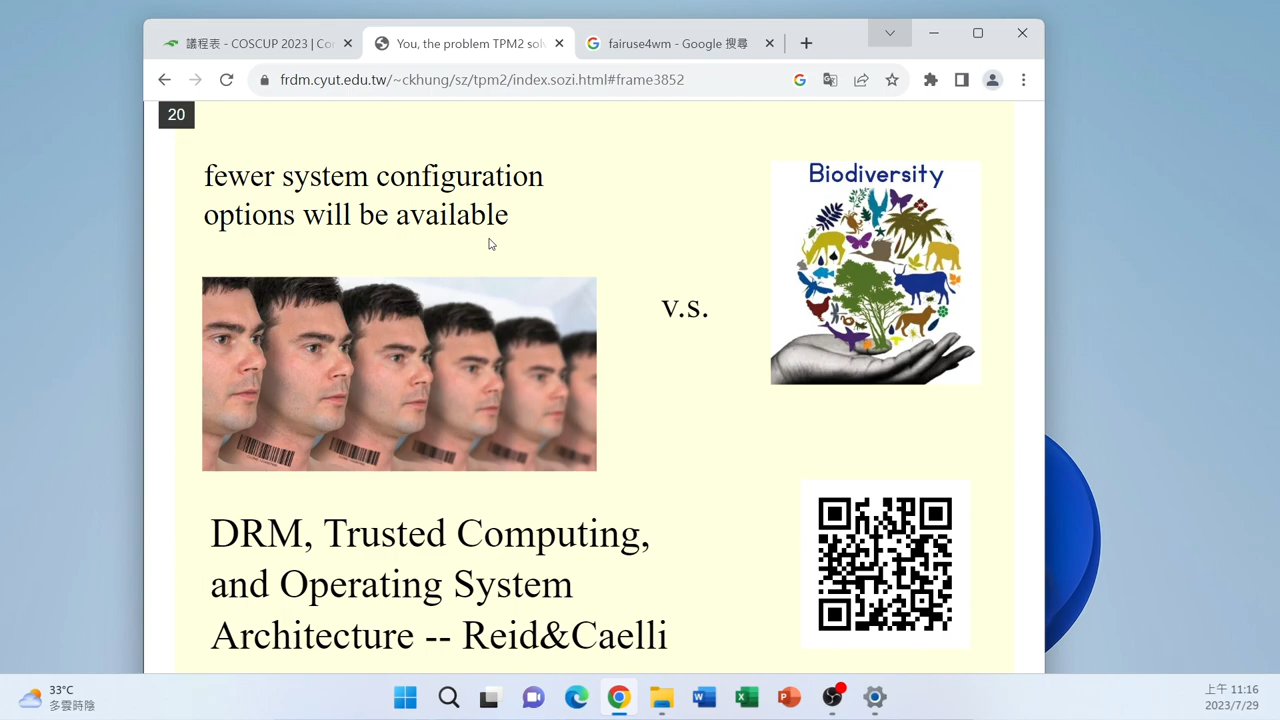 議程表 - COSCUP 2023 | Co
You, the problem TPM2 sol
fairuse4wm - Google 搜尋
frdm.cyut.edu.tw/~ckhung/sz/tpm2/index.sozi.html#frame3852
20
fewer system configuration
options will be available
Biodiversity
v.s.
DRM, Trusted Computing,
and Operating System
Architecture -- Reid&Caelli
33°C
多雲時陰
上午 11:16
2023/7/29